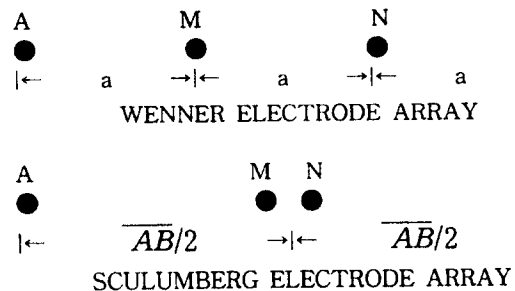 A M N
a a a
WENNER ELECTRODE ARRAY
A M N
AB/2 AB/2
SCULUMBERG ELECTRODE ARRAY